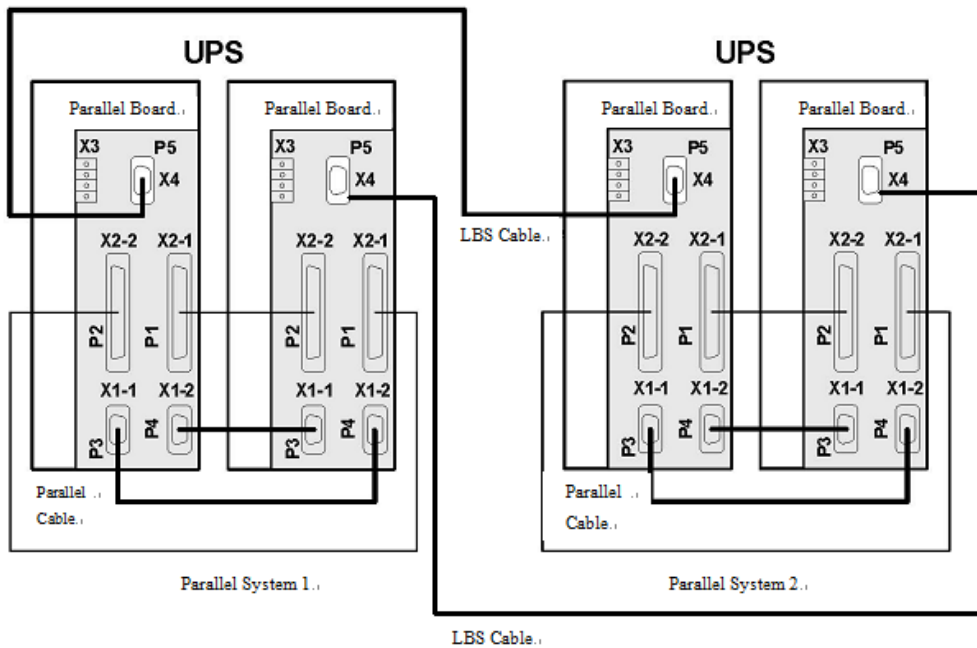 UPS UPS
Parallel Board. Parallel Board. Parallel Board. Parallel Board.
X3 P5 X3 P5 X3 P5 X3 P5
X4 X4 X4 X4
LBS Cable.
X2-2 X2-1 X2-2 X2-1 X2-2 X2-1 X2-2 X2-1
P2 P1 P2 P1 P2 P1 P2 P1
X1-1 X1-2 X1-1 X1-2 X1-1 X1-2 X1-1 X1-2
P3 P4 P3 P4 P3 P4 P3 P4
Parallel . Parallel .
Cable. Cable.
Parallel System 1. Parallel System 2.
LBS Cable.